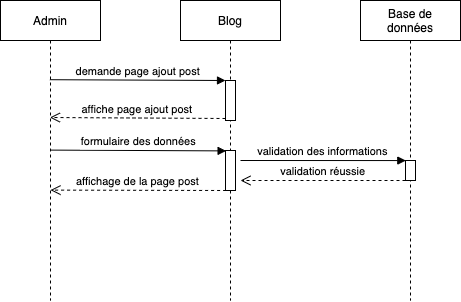 Admin
Blog
Base de
données
demande page ajout post
affiche page ajout post
formulaire des données
validation des informations
validation réussie
affichage de la page post